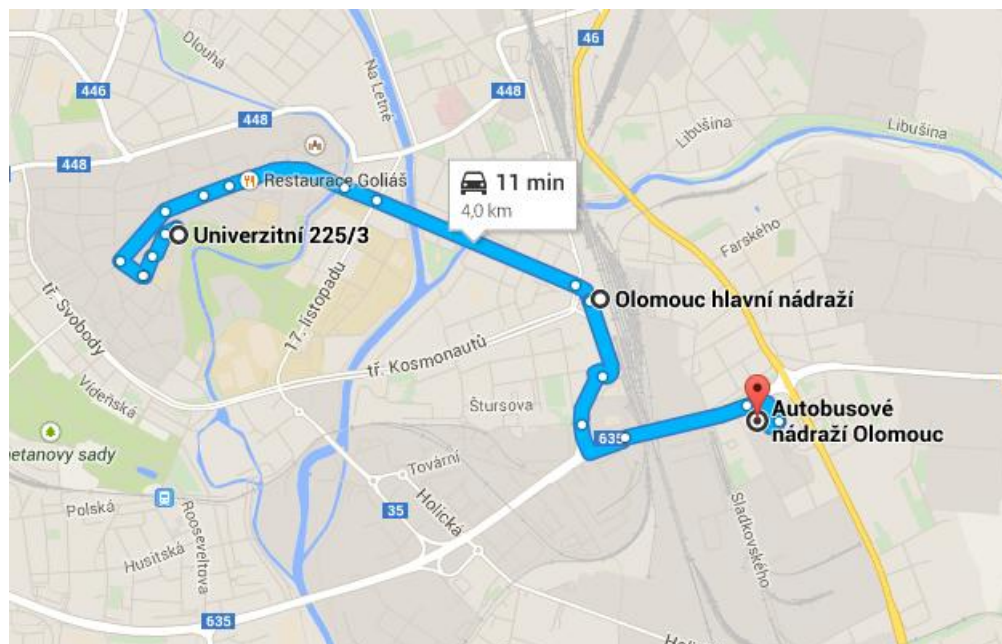 Dlouhá
Na Letné
46
446
448
448
448
Libušina
Libušina
Restaurace Goliáš
11 min
4,0 km
Univerzitní 225/3
Farského
Olomouc hlavní nádraží
17. listopadu
tř. Svobody
tř. Kosmonautů
Vídeňská
Štursova
Autobusové
nádraží Olomouc
635
etanovy sady
Tovární
Polská
Rooseveltova
35
Holická
Sladkovského
Husitská
635